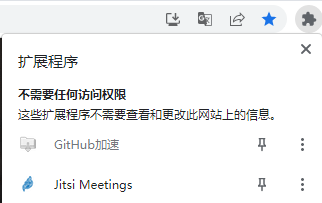 扩展程序
不需要任何访问权限
这些扩展程序不需要查看和更改此网站上的信息。
GitHub加速
Jitsi Meetings